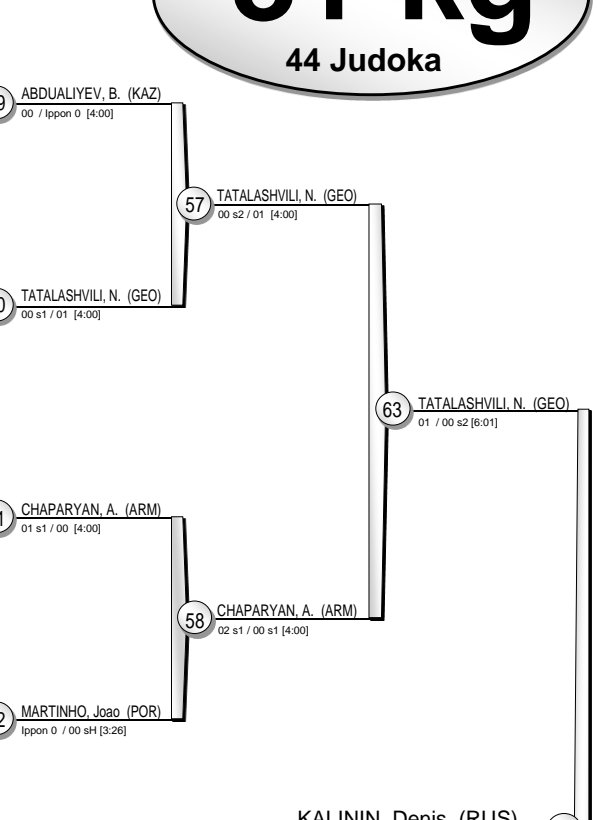 kg
44 Judoka
ABDUALIYEV, B. (KAZ)
00 / Ippon 0 [4:00]
57
TATALASHVILI, N. (GEO)
00 s2 / 01 [4:00]
TATALASHVILI, N. (GEO)
00 s1 / 01 [4:00]
63
TATALASHVILI, N. (GEO)
01 / 00 s2 [6:01]
CHAPARYAN, A. (ARM)
01 s1 / 00 [4:00]
58
CHAPARYAN, A. (ARM)
02 s1 / 00 s1 [4:00]
MARTINHO, Joao (POR)
Ippon 0 / 00 sH [3:26]
KALININ, Denis (RUS)